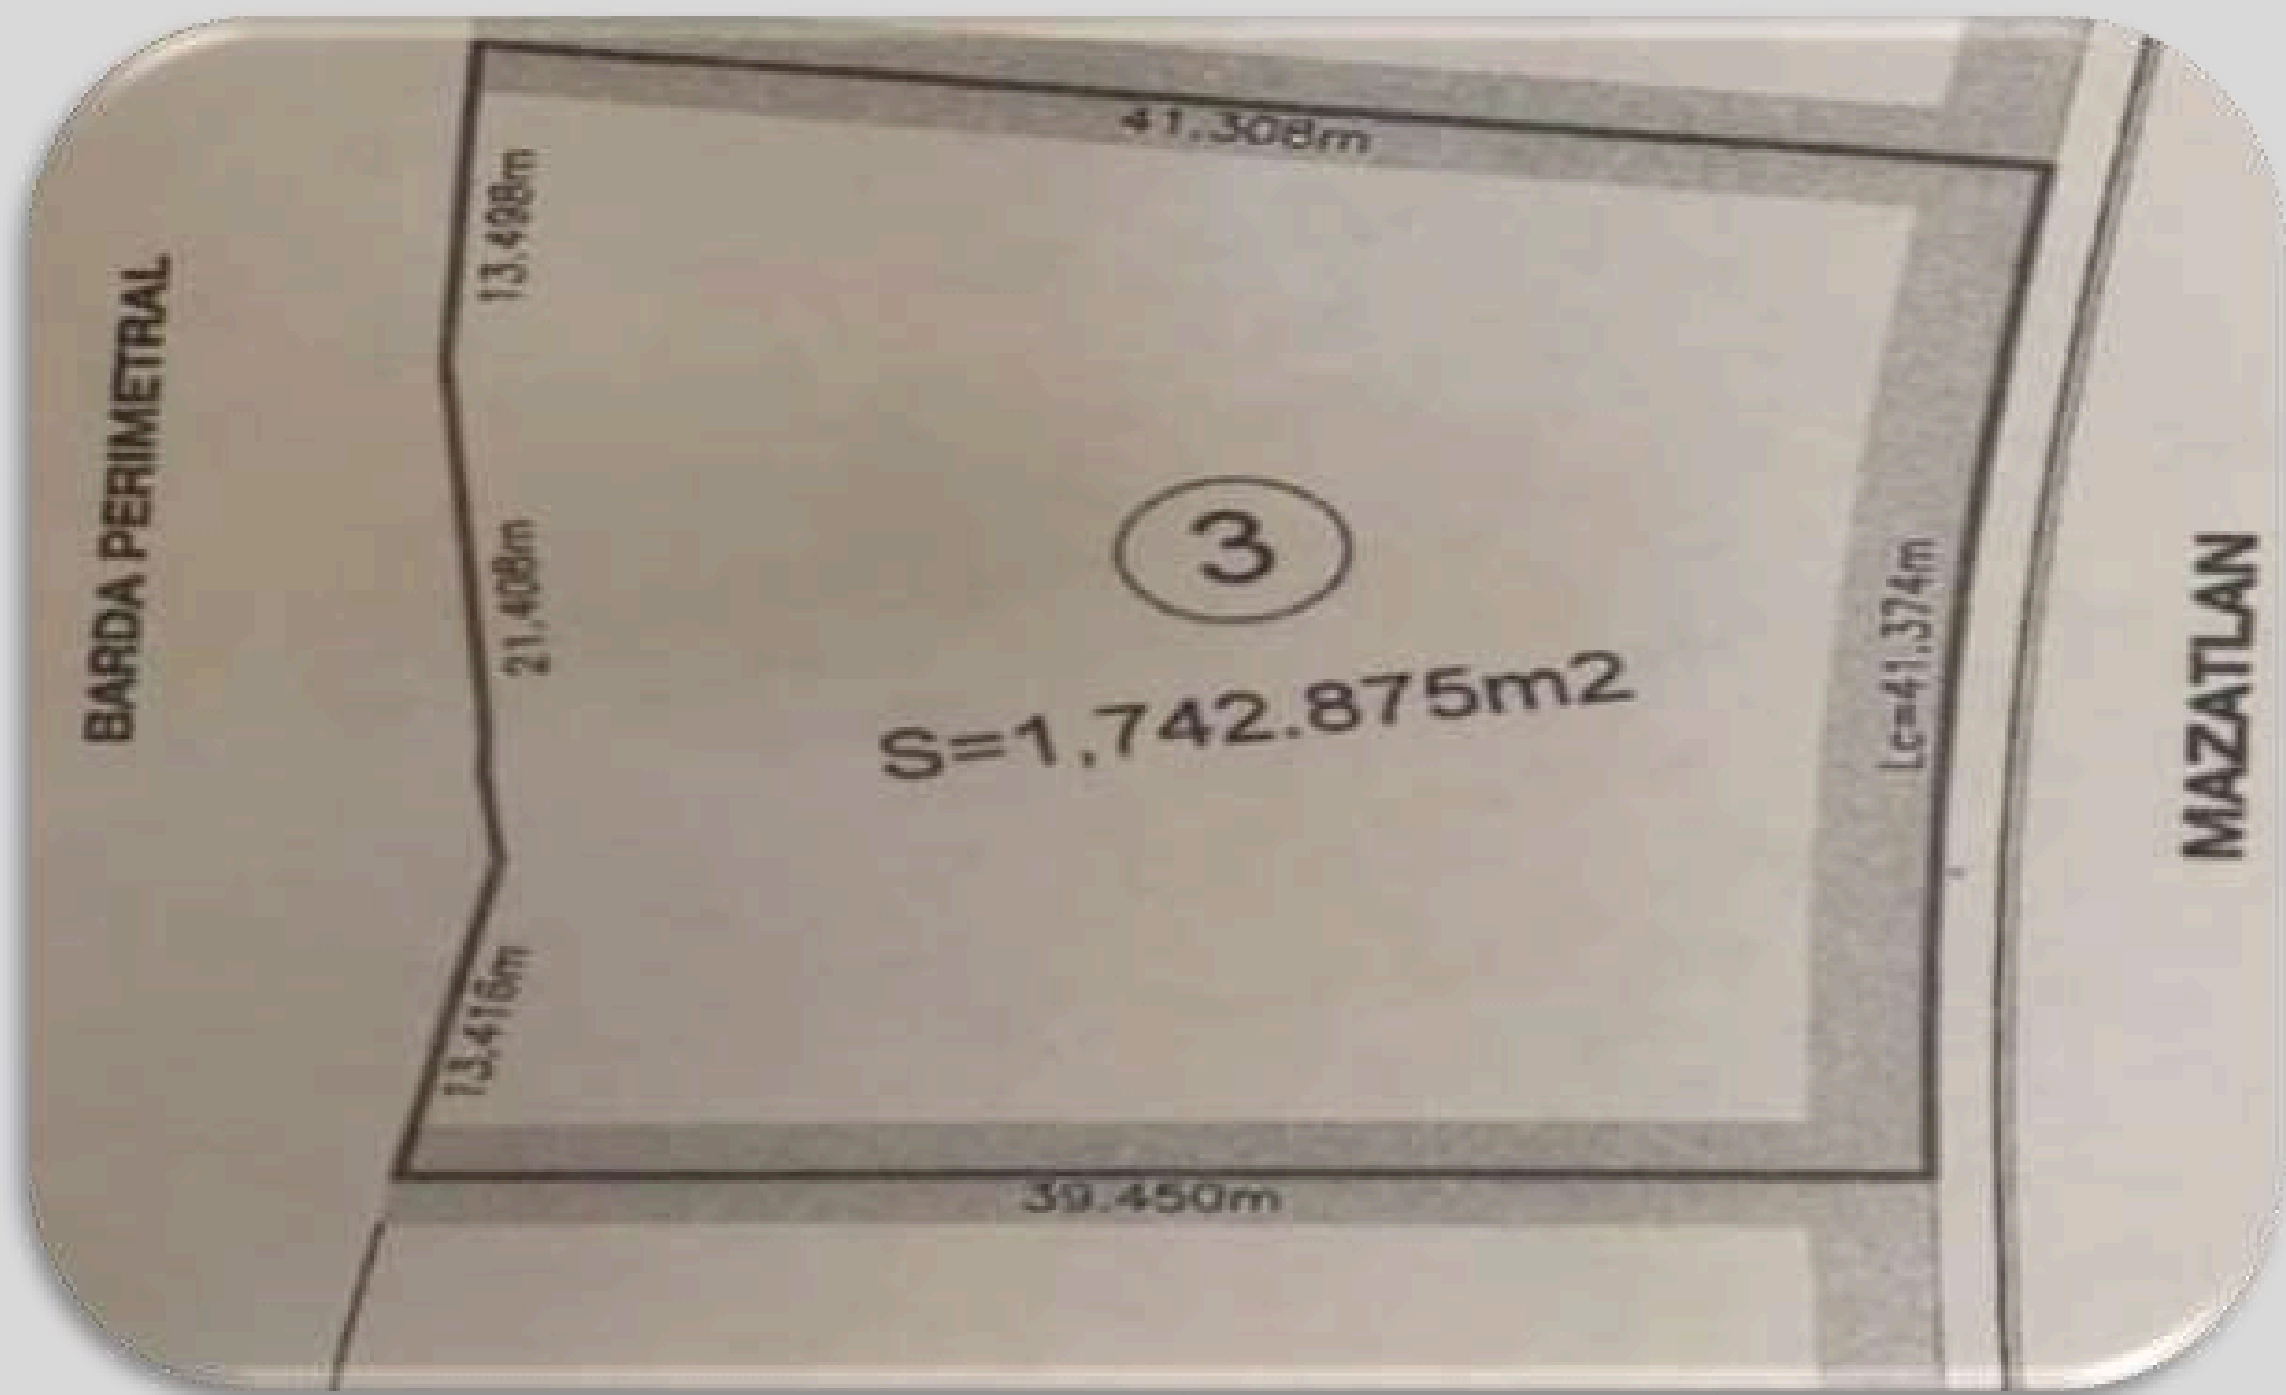 41.308m
13.498m
BARDA PERIMETRAL
21.408m
3
S=1,742.875m2
Lc=41.374m
MAZATLAN
13.416m
39.450m